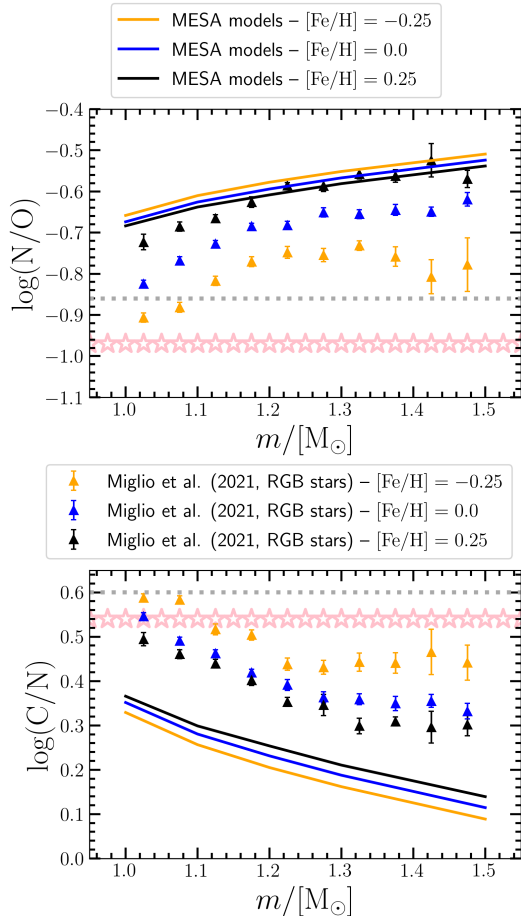 MESA models – [Fe/H] = −0.25
MESA models – [Fe/H] = 0.0
MESA models – [Fe/H] = 0.25
−0.4
−0.5
−0.6
−0.7
−0.8
−0.9
−1.0
−1.1
log(N/O)
1.0 1.1 1.2 1.3 1.4 1.5
m/[M⊙]
Miglio et al. (2021, RGB stars) – [Fe/H] = −0.25
Miglio et al. (2021, RGB stars) – [Fe/H] = 0.0
Miglio et al. (2021, RGB stars) – [Fe/H] = 0.25
0.6
0.5
0.4
0.3
0.2
0.1
0.0
log(C/N)
1.0 1.1 1.2 1.3 1.4 1.5
m/[M⊙]